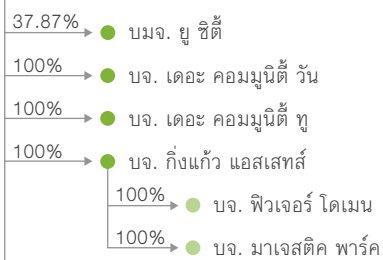 37.87% บมจ. ยู ซิตี้
100% บจ. เดอะ คอมมูนิตี้ วัน
100% บจ. เดอะ คอมมูนิตี้ ทู
100% บจ. กิ่งแก้ว แอสเสทส์
100% บจ. ฟิวเจอร์ โดเมน
100% บจ. มาเจสติค พาร์ค